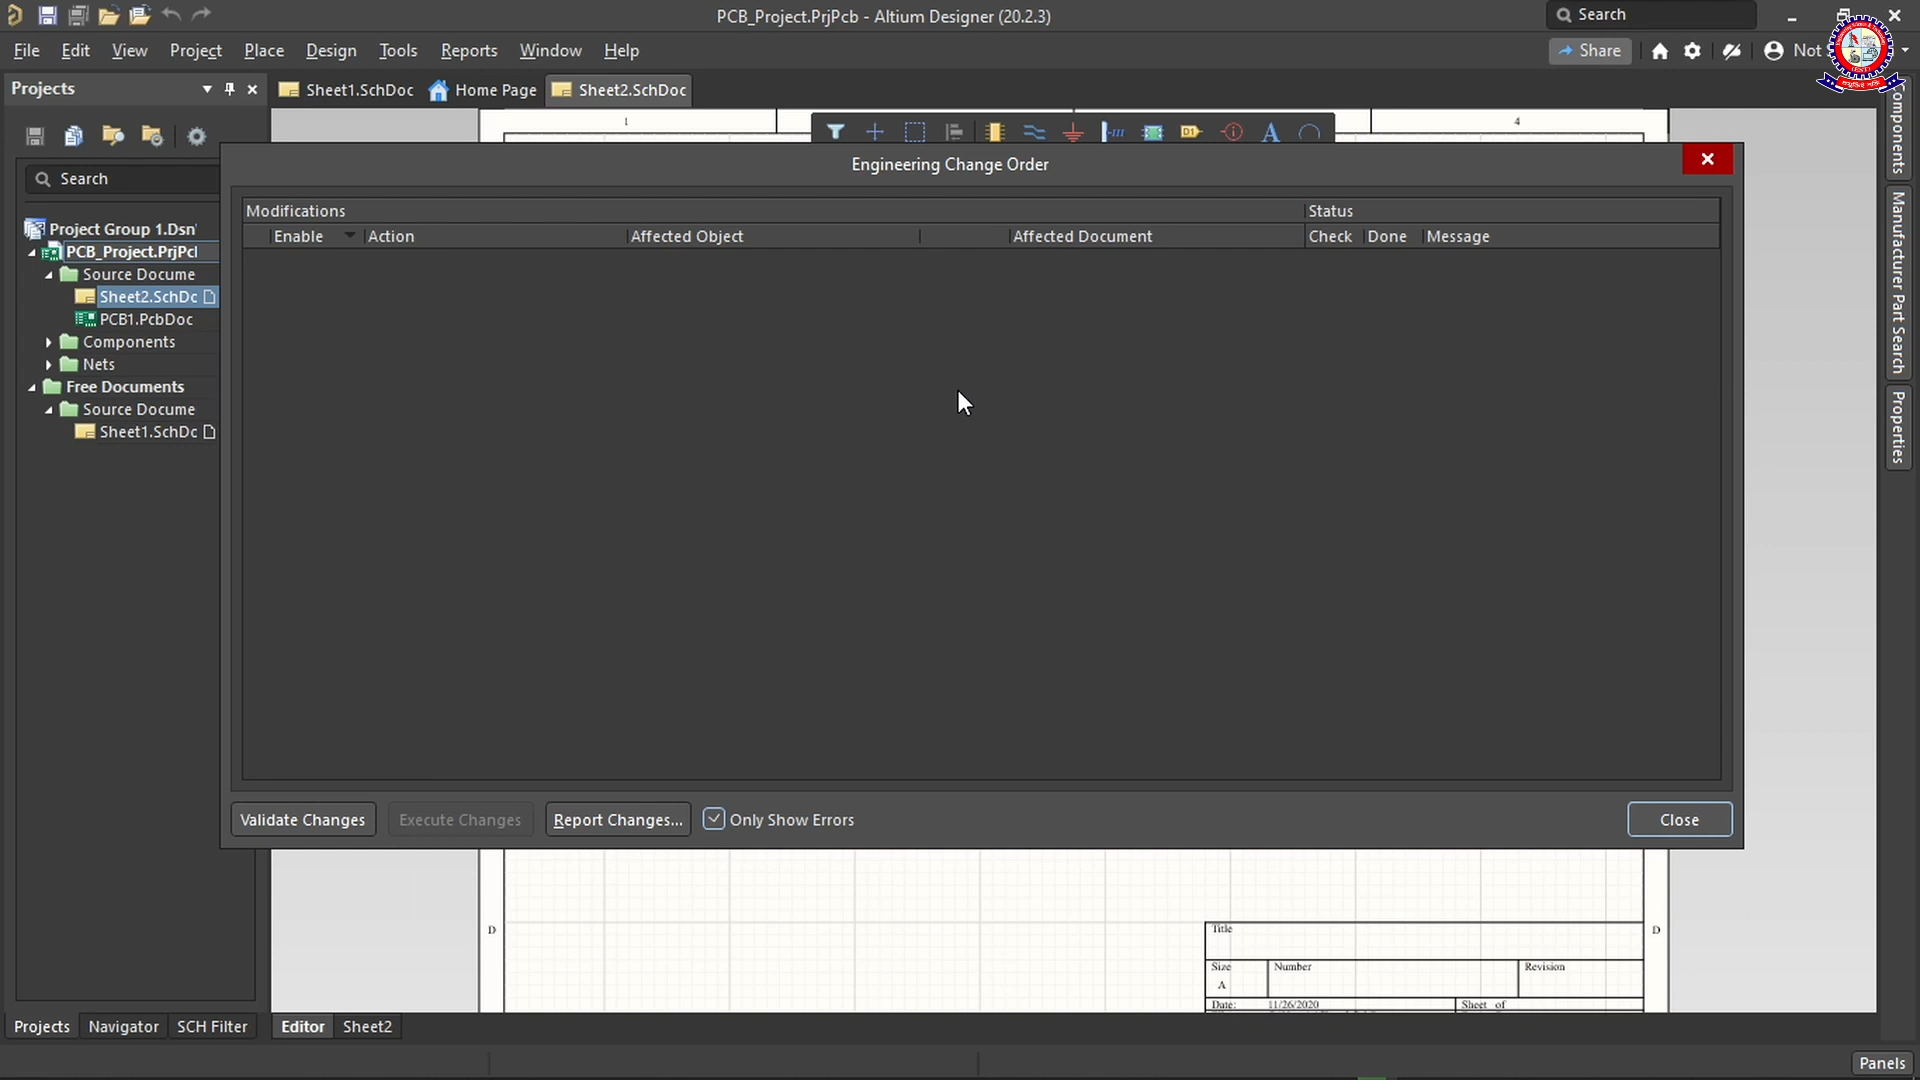 PCB_Project.PrjPcb - Altium Designer (20.2.3)
Search
File Edit View Project Place Design Tools Reports Window Help
Share
Not
Projects
Sheet1.SchDoc
Home Page
Sheet2.SchDoc
1
4
Search
Engineering Change Order
Modifications
Status
Enable
Action
Affected Object
Affected Document
Check
Done
Message
Project Group 1.Dsn
PCB_Project.PrjPcl
Source Docume
Sheet2.SchDc
PCB1.PcbDoc
Components
Nets
Free Documents
Source Docume
Sheet1.SchDc
Validate Changes
Execute Changes
Report Changes...
Only Show Errors
Close
D
D
Title
Size
A
Number
Revision
Date:
11/26/2020
Sheet of
Components
Manufacturer Part Search
Properties
Projects
Navigator
SCH Filter
Editor
Sheet2
Panels